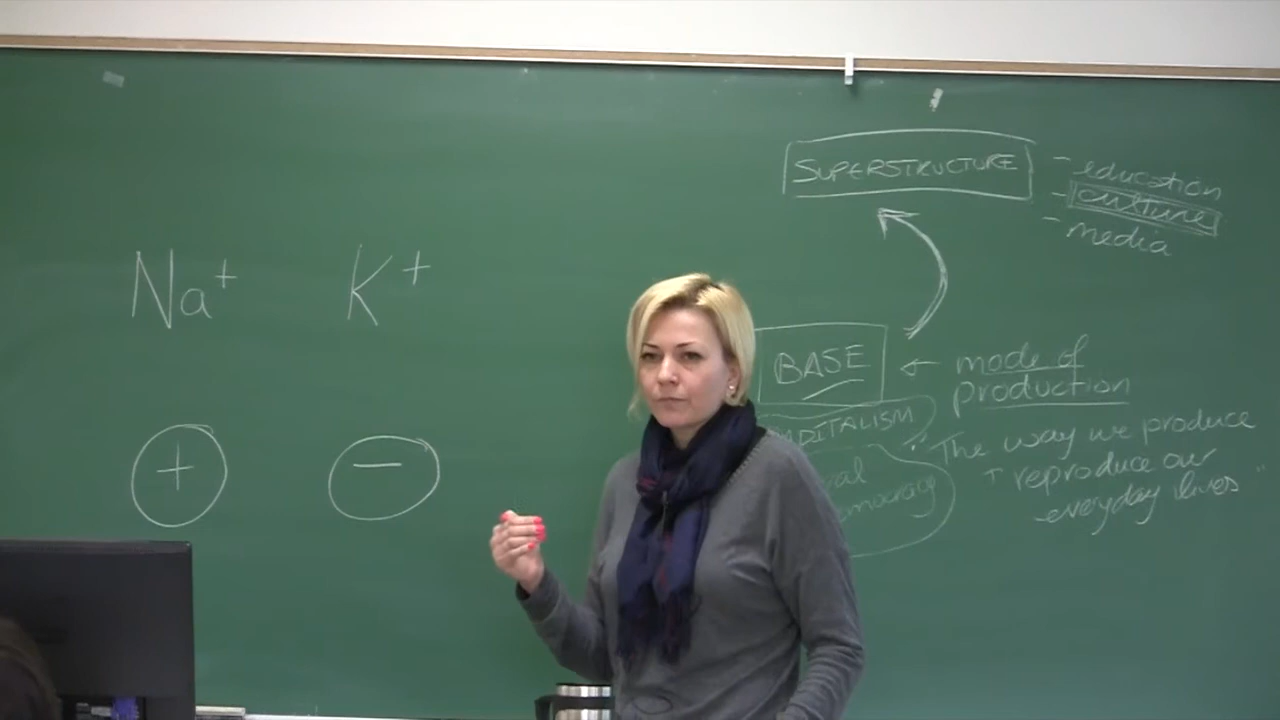 Na+ K+
+ −
SUPERSTRUCTURE
- education
- culture
- media
BASE ← mode of
production
"The way we produce
+ reproduce our
everyday lives"